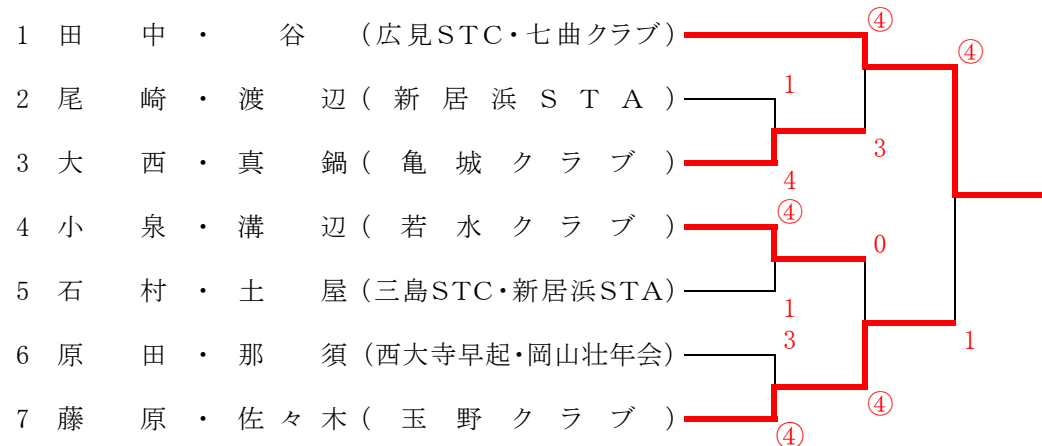 ④
1 田中・谷 (広見STC・七曲クラブ)
④
1
2 尾崎・渡辺(新居浜STA)
3
3 大西・真鍋(亀城クラブ)
4
④
4 小泉・溝辺(若水クラブ)
0
5 石村・土屋(三島STC・新居浜STA)
1
3
1
6 原田・那須(西大寺早起・岡山壮年会)
④
7 藤原・佐々木(玉野クラブ)
④